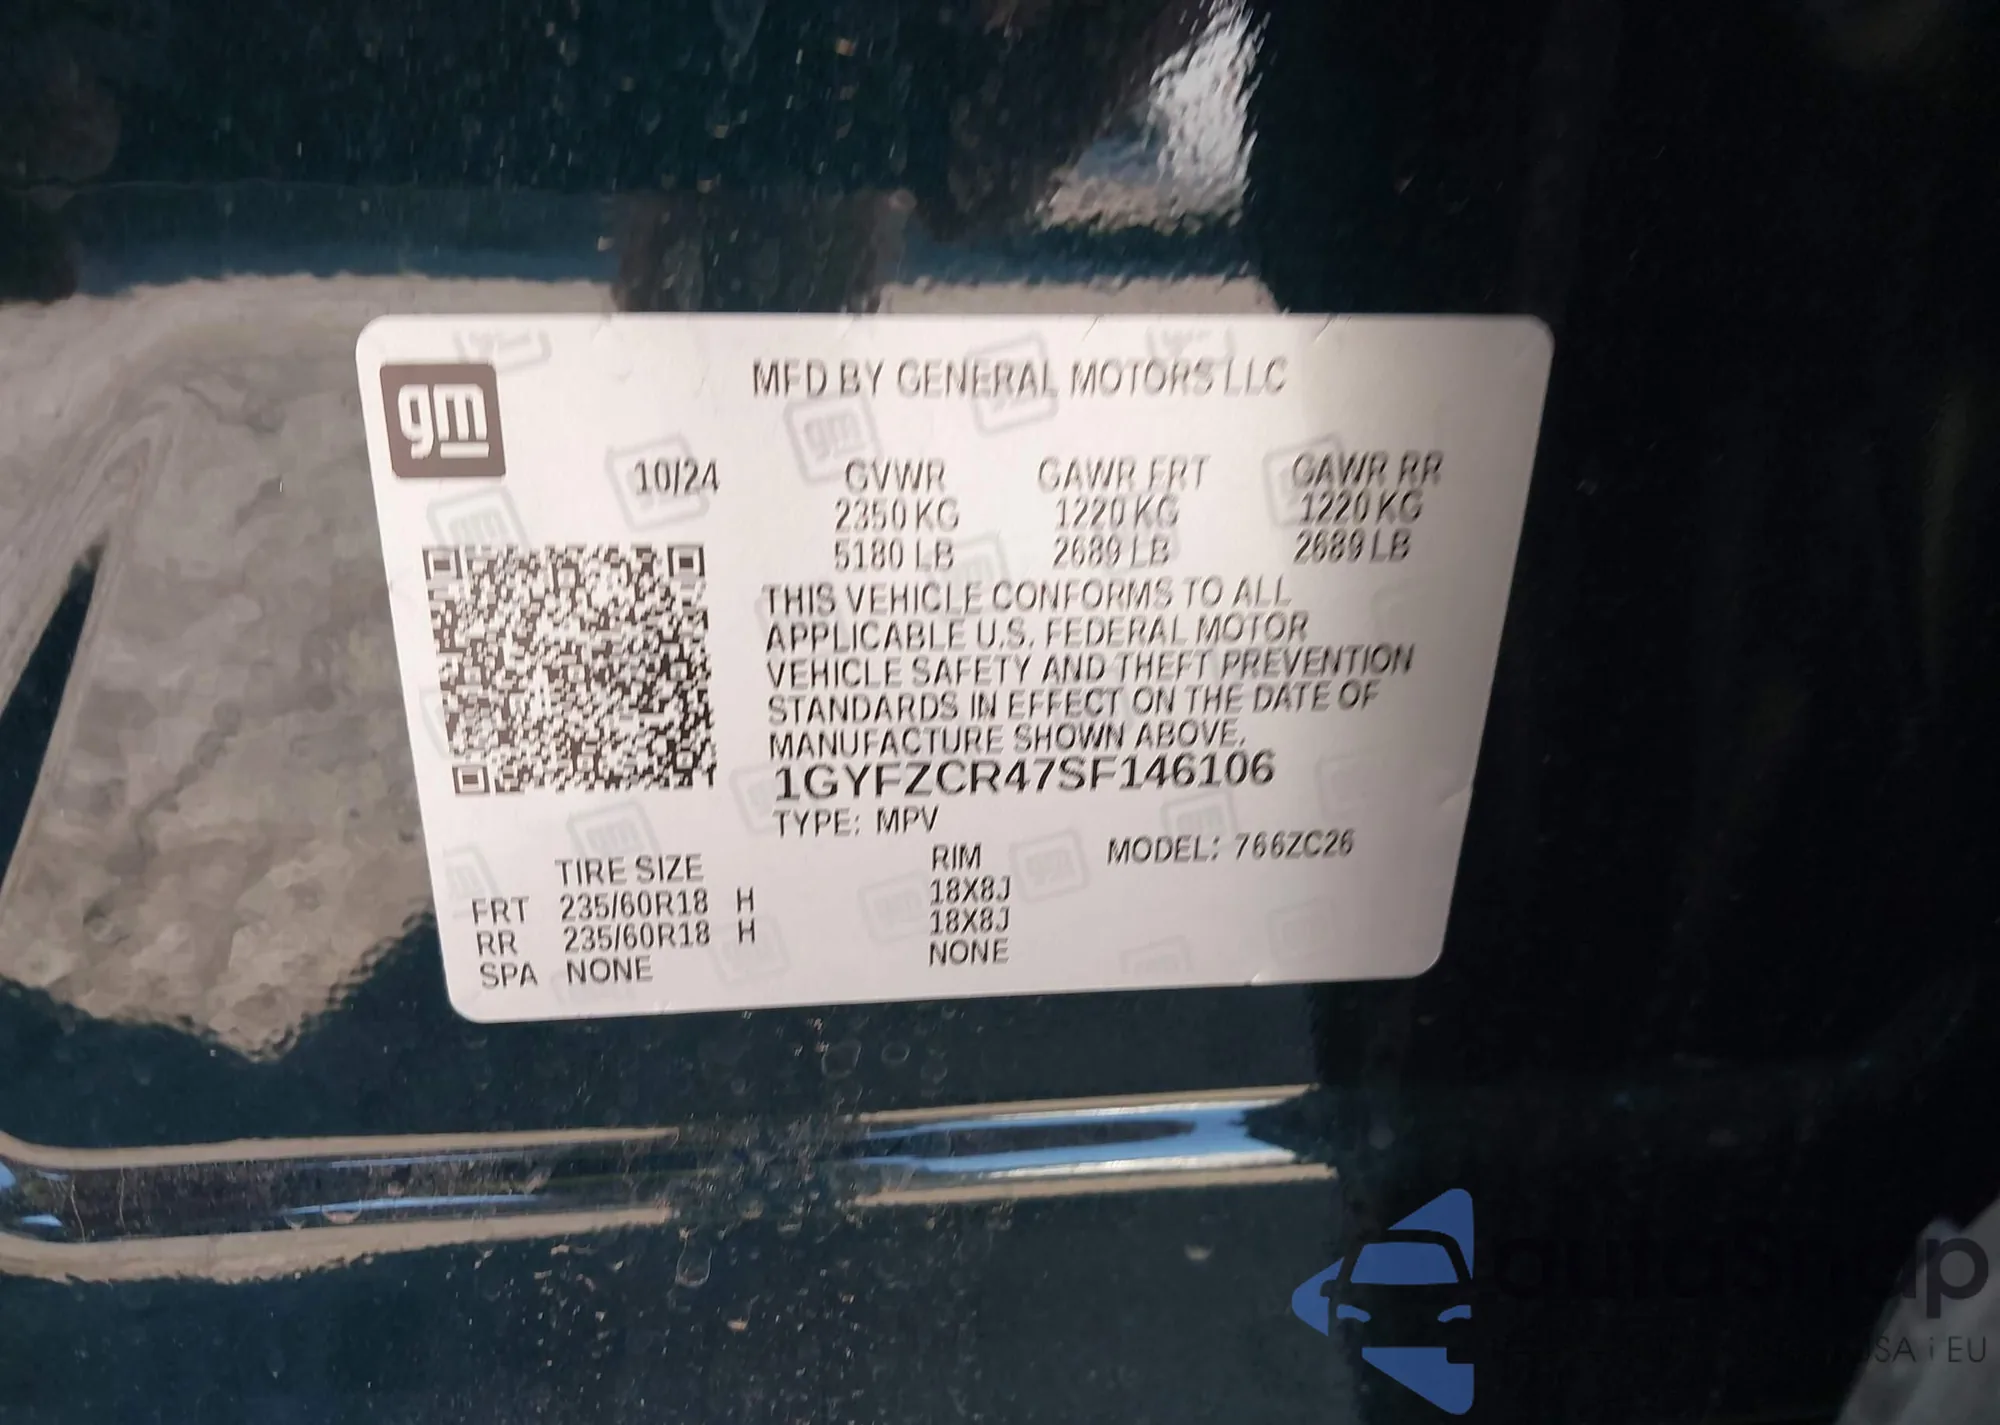 gm
MFD BY GENERAL MOTORS LLC
10/24 GVWR GAWR FRT GAWR RR
2350 KG 1220 KG 1220 KG
5180 LB 2689 LB 2689 LB
THIS VEHICLE CONFORMS TO ALL
APPLICABLE U.S. FEDERAL MOTOR
VEHICLE SAFETY AND THEFT PREVENTION
STANDARDS IN EFFECT ON THE DATE OF
MANUFACTURE SHOWN ABOVE.
1GYFZCR47SF146106
TYPE: MPV
TIRE SIZE RIM MODEL: 766ZC26
FRT 235/60R18 H 18X8J
RR 235/60R18 H 18X8J
SPA NONE NONE
USA i EU